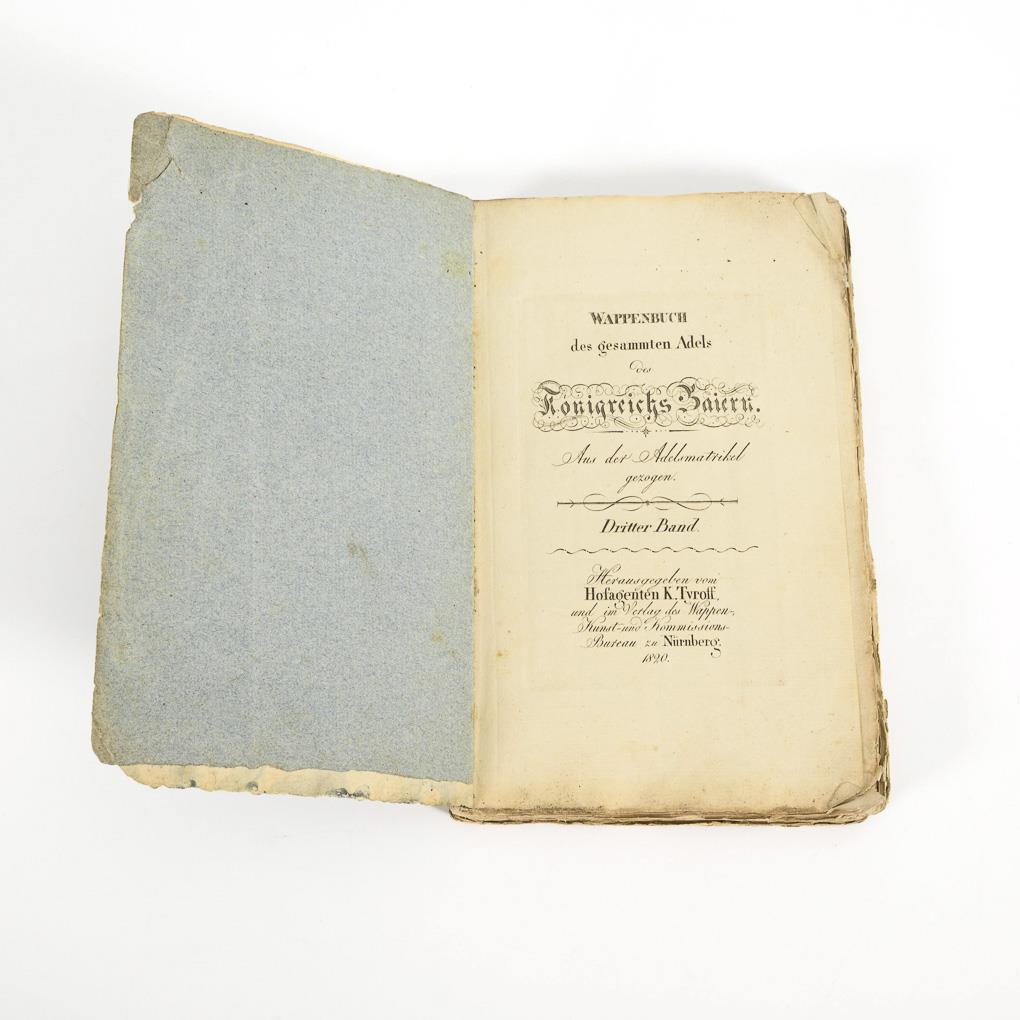 WAPPENBUCH
des gesammten Adels
des
Königreichs Baiern.
Aus der Adelsmatrikel
gezogen.
Dritter Band.
Herausgegeben vom
Hofagenten K. Tyroff,
und im Verlag des Wappen-,
Kunst- und Kommissions-
Bureau zu Nürnberg.
1820.